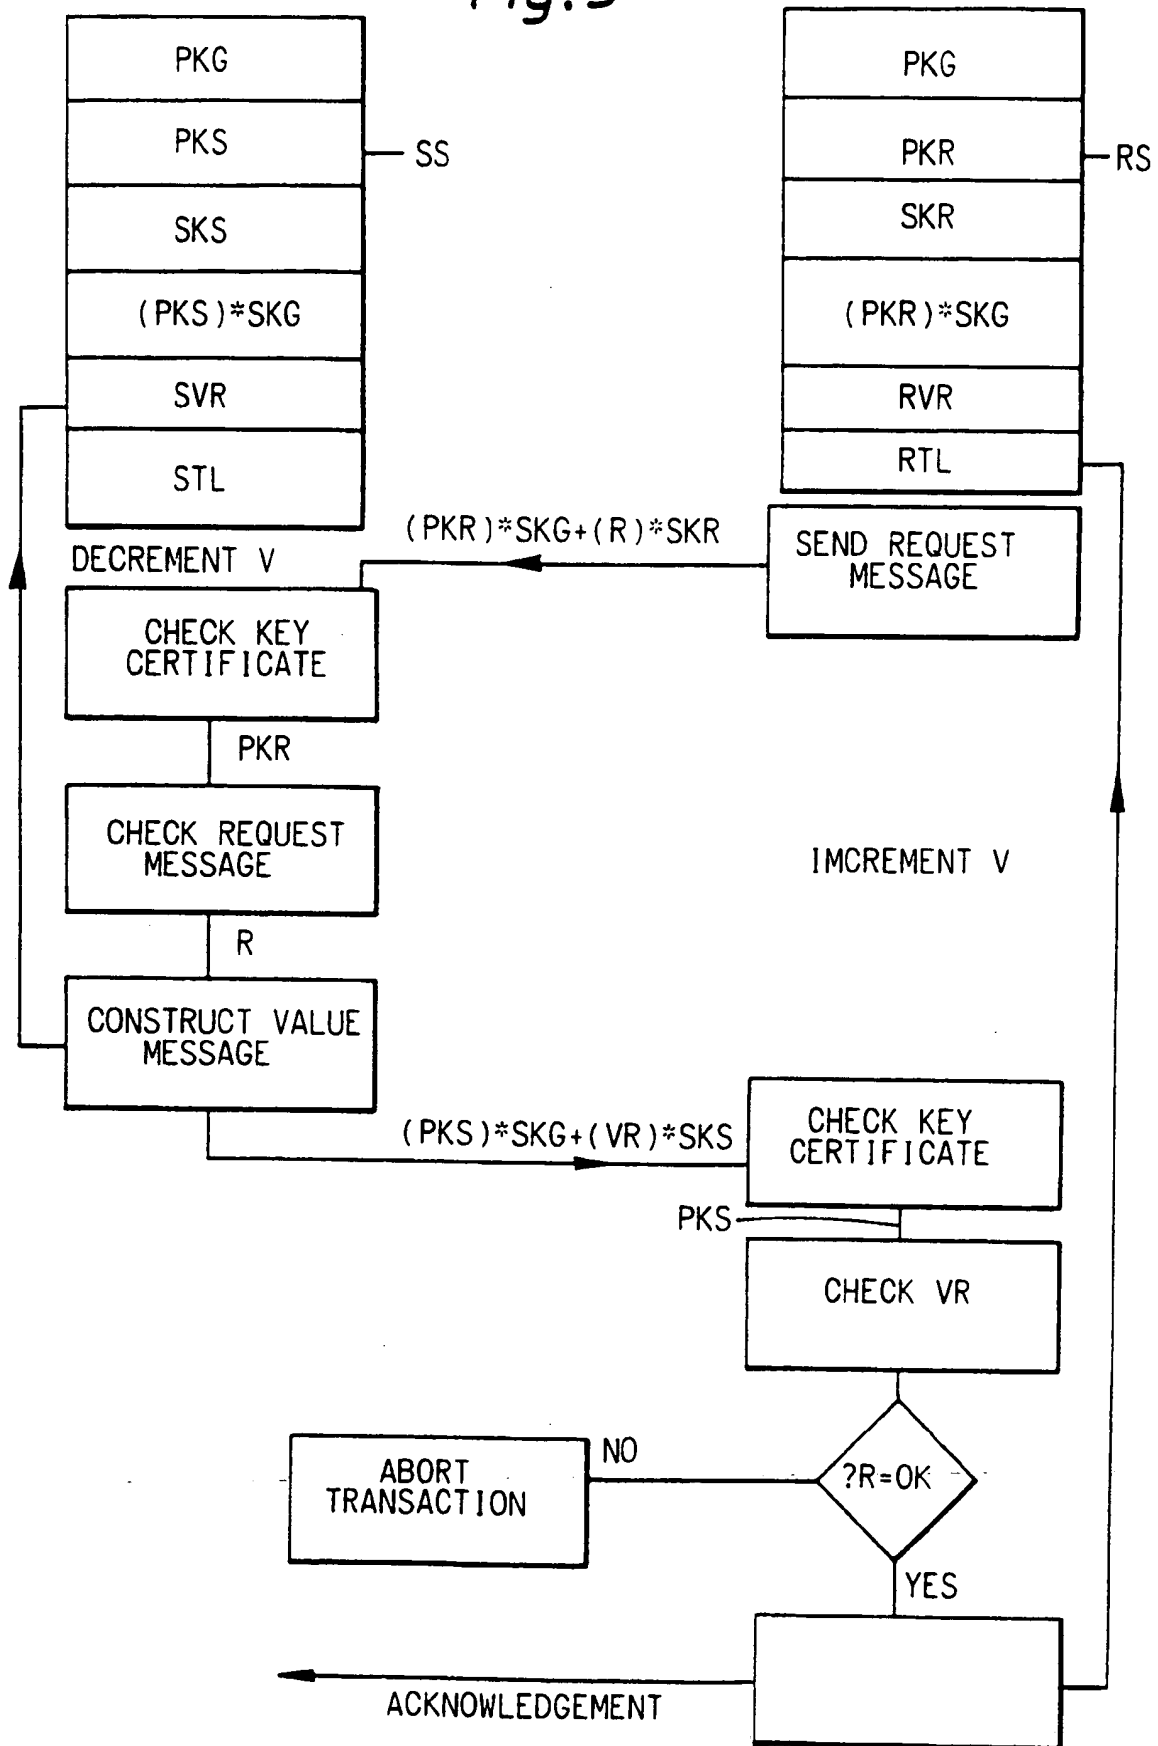 Fig. 3
PKG
PKS
SS
SKS
(PKS)*SKG
SVR
STL
PKG
PKR
RS
SKR
(PKR)*SKG
RVR
RTL
(PKR)*SKG+(R)*SKR
SEND REQUEST
MESSAGE
DECREMENT V
CHECK KEY
CERTIFICATE
PKR
CHECK REQUEST
MESSAGE
IMCREMENT V
R
CONSTRUCT VALUE
MESSAGE
(PKS)*SKG+(VR)*SKS
CHECK KEY
CERTIFICATE
PKS
CHECK VR
?R=OK
NO
ABORT
TRANSACTION
YES
ACKNOWLEDGEMENT